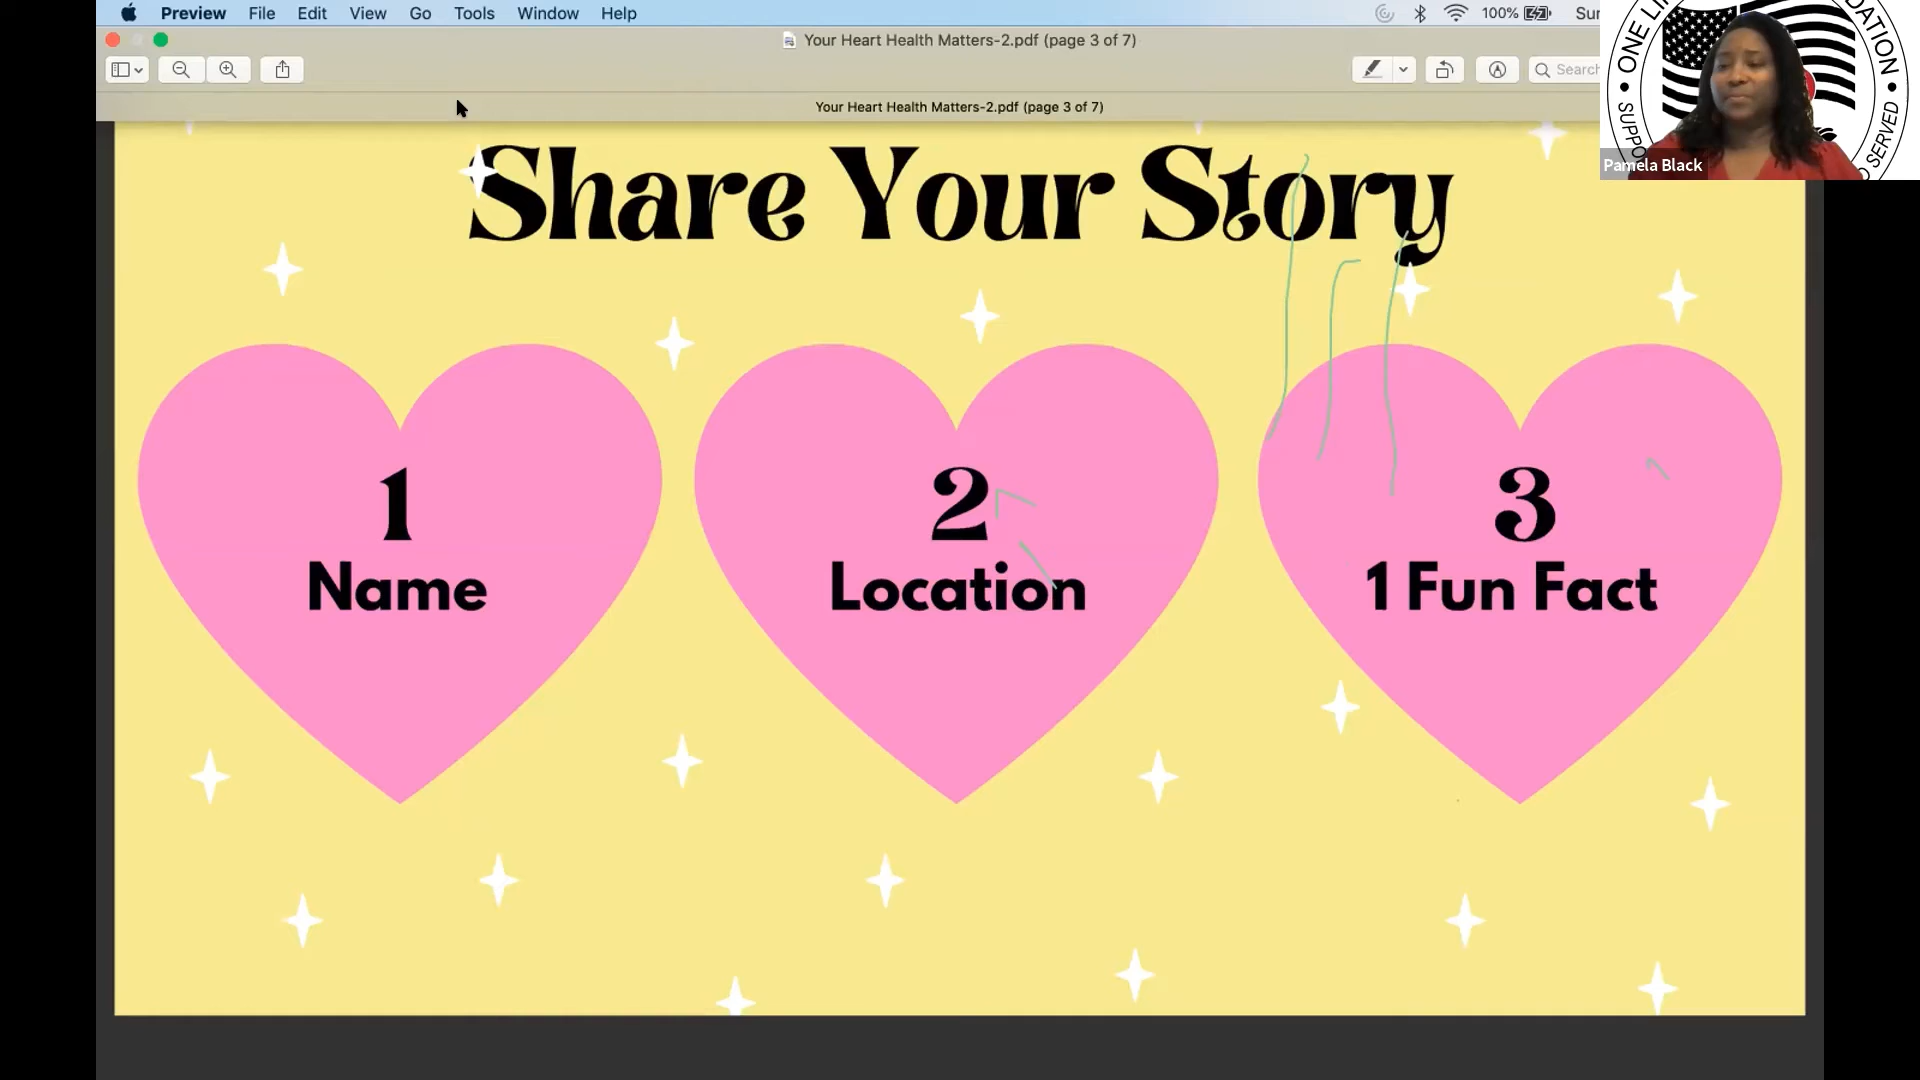 Preview File Edit View Go Tools Window Help 100%
Your Heart Health Matters-2.pdf (page 3 of 7)
Search
Your Heart Health Matters-2.pdf (page 3 of 7)
Pamela Black
Share Your Story
1
Name
2
Location
3
1 Fun Fact